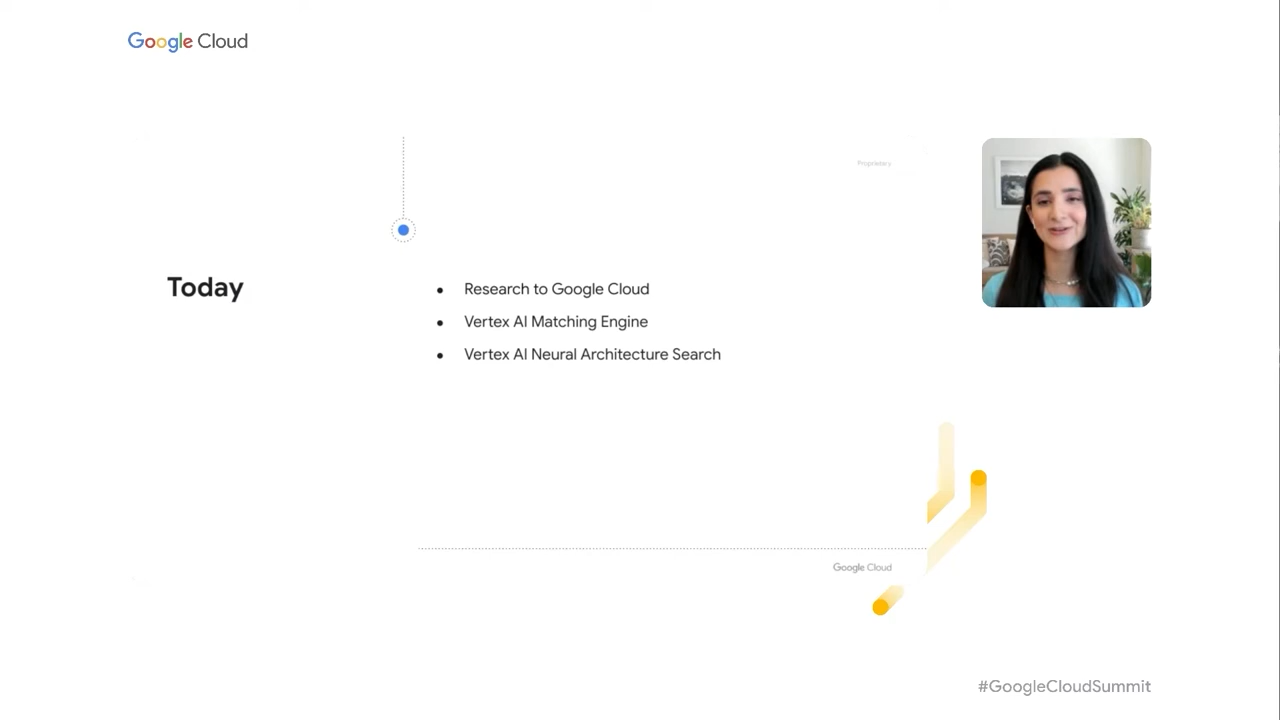 Google Cloud
Proprietary
Today
Research to Google Cloud
Vertex AI Matching Engine
Vertex AI Neural Architecture Search
Google Cloud
#GoogleCloudSummit